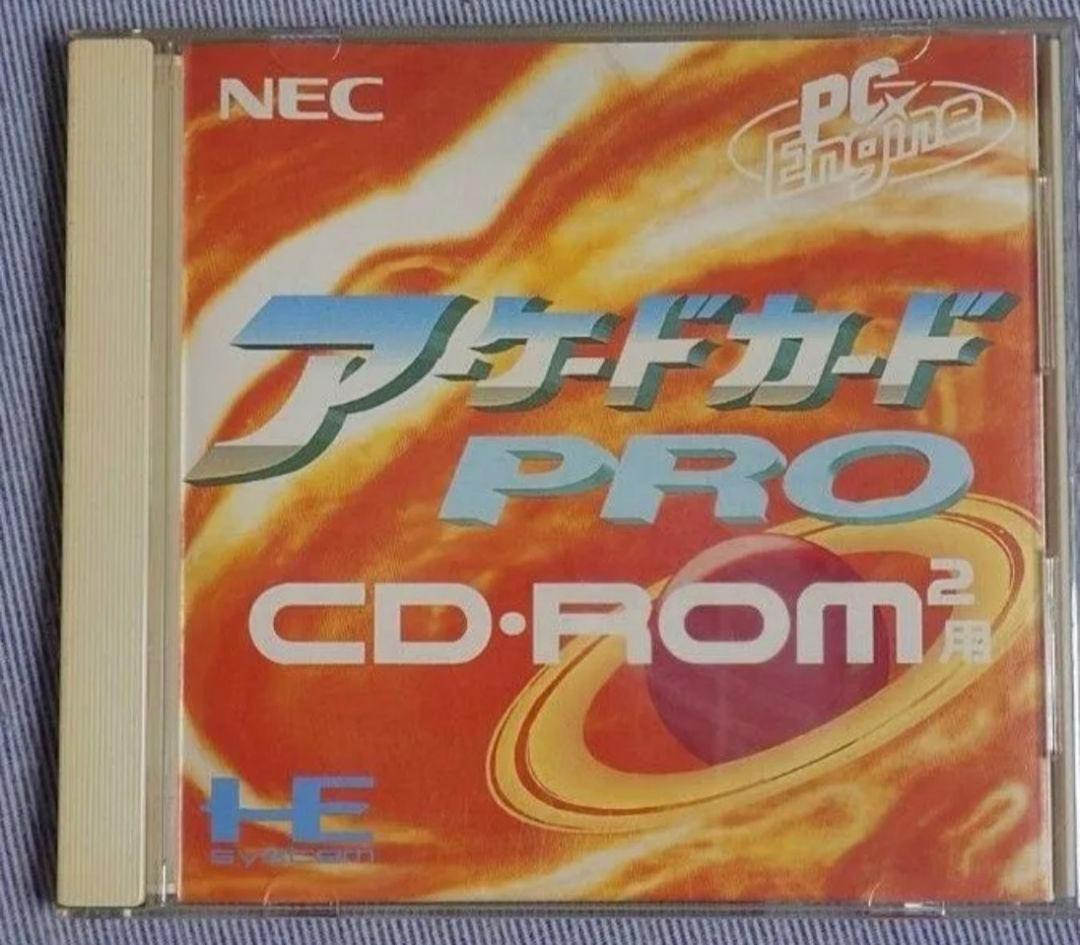 NEC
PC Engine
アーケードカード
PRO
CD・ROM²
用
HE
system